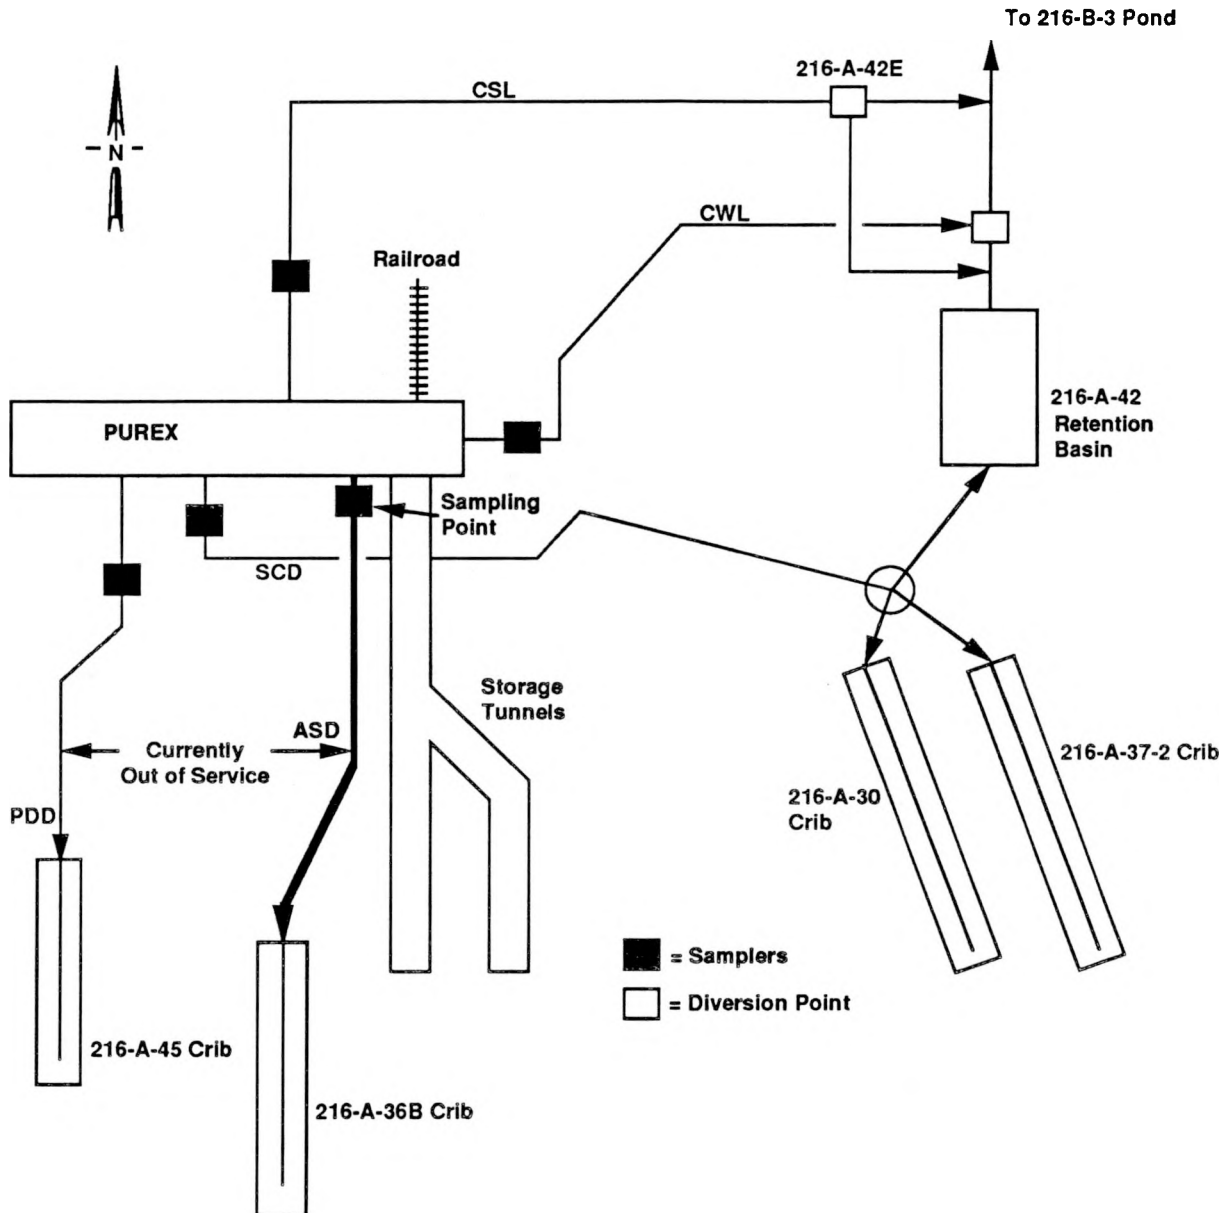 To 216-B-3 Pond
216-A-42E
CSL
N
CWL
Railroad
PUREX
216-A-42
Retention
Basin
Sampling
Point
SCD
Storage
Tunnels
ASD
Currently
Out of Service
216-A-37-2 Crib
216-A-30
Crib
PDD
= Samplers
= Diversion Point
216-A-45 Crib
216-A-36B Crib